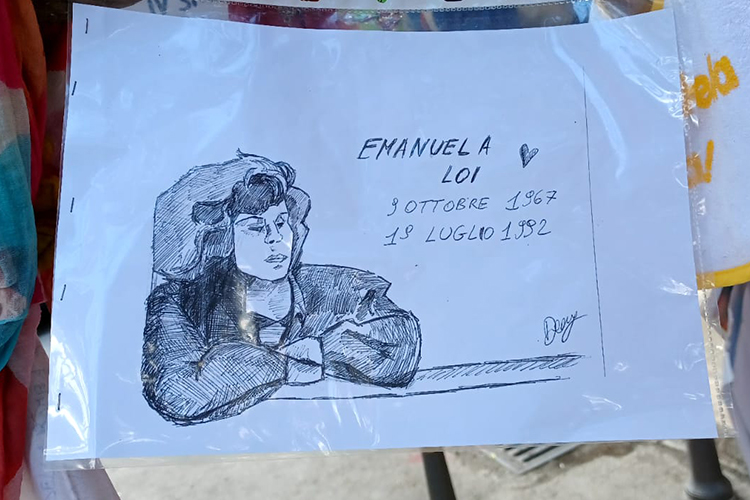 EMANUELA
LOI
9 OTTOBRE 1967
19 LUGLIO 1992